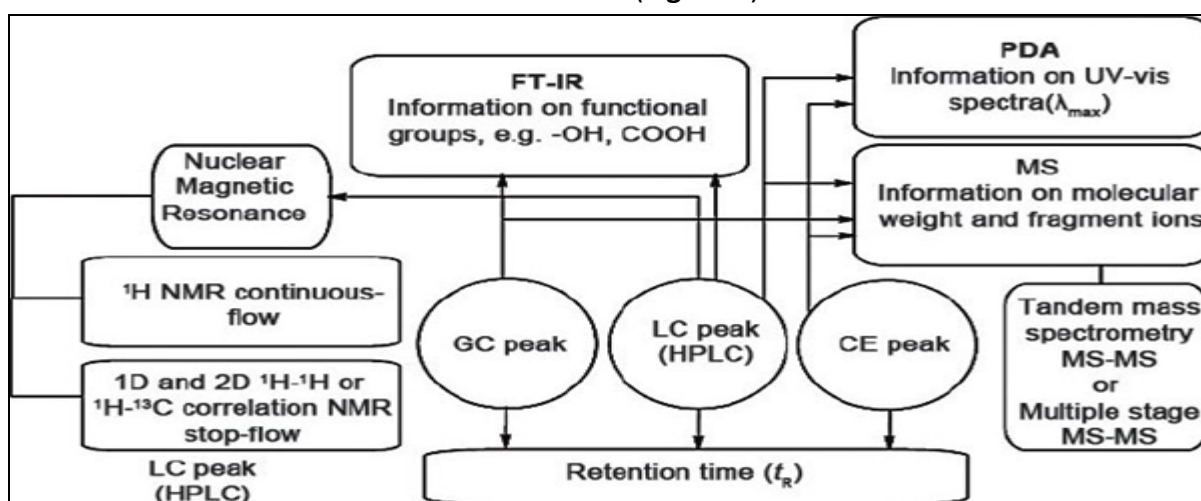 PDA
Information on UV-vis
spectra(λmax)
FT-IR
Information on functional
groups, e.g. -OH, COOH
Nuclear
Magnetic
Resonance
MS
Information on molecular
weight and fragment ions
¹H NMR continuous-
flow
GC peak
LC peak
(HPLC)
CE peak
Tandem mass
spectrometry
MS-MS
or
Multiple stage
MS-MS
1D and 2D ¹H-¹H or
¹H-¹³C correlation NMR
stop-flow
LC peak
(HPLC)
Retention time (tR)